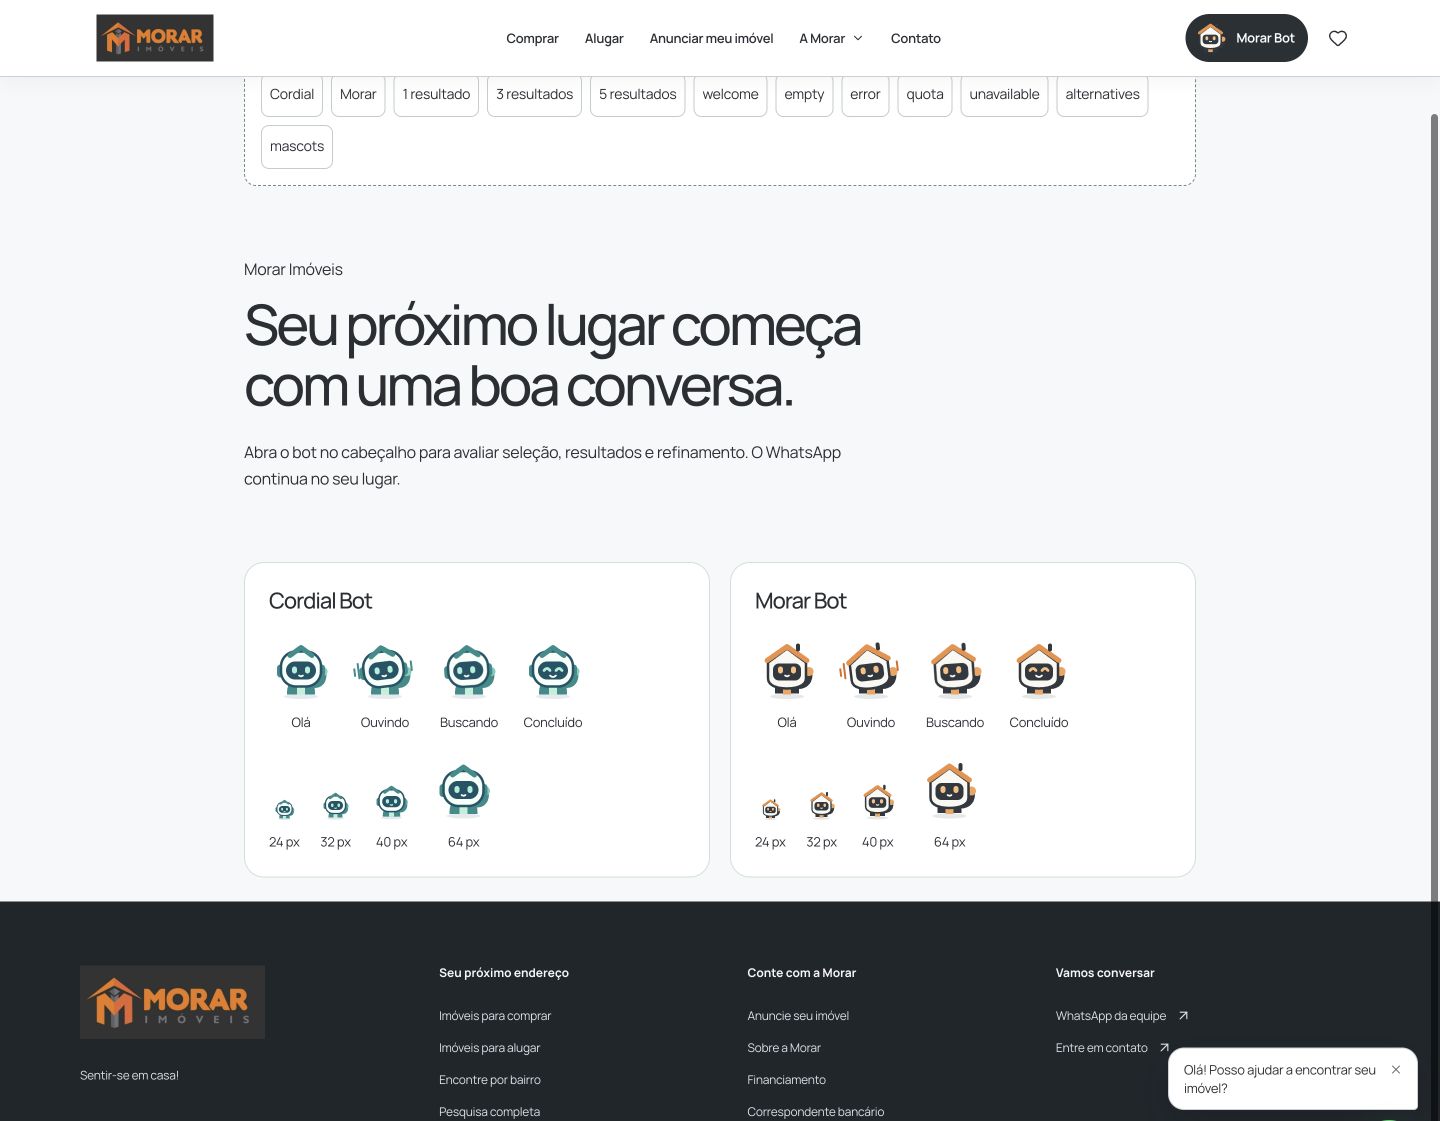 MORAR
IMÓVEIS
Comprar
Alugar
Anunciar meu imóvel
A Morar
Contato
Morar Bot
Cordial
Morar
1 resultado
3 resultados
5 resultados
welcome
empty
error
quota
unavailable
alternatives
mascots
Morar Imóveis
Seu próximo lugar começa
com uma boa conversa.
Abra o bot no cabeçalho para avaliar seleção, resultados e refinamento. O WhatsApp
continua no seu lugar.
Cordial Bot
Olá
Ouvindo
Buscando
Concluído
24 px
32 px
40 px
64 px
Morar Bot
Olá
Ouvindo
Buscando
Concluído
24 px
32 px
40 px
64 px
MORAR
IMÓVEIS
Sentir-se em casa!
Seu próximo endereço
Imóveis para comprar
Imóveis para alugar
Encontre por bairro
Pesquisa completa
Conte com a Morar
Anuncie seu imóvel
Sobre a Morar
Financiamento
Correspondente bancário
Vamos conversar
WhatsApp da equipe
Entre em contato
Olá! Posso ajudar a encontrar seu
imóvel?